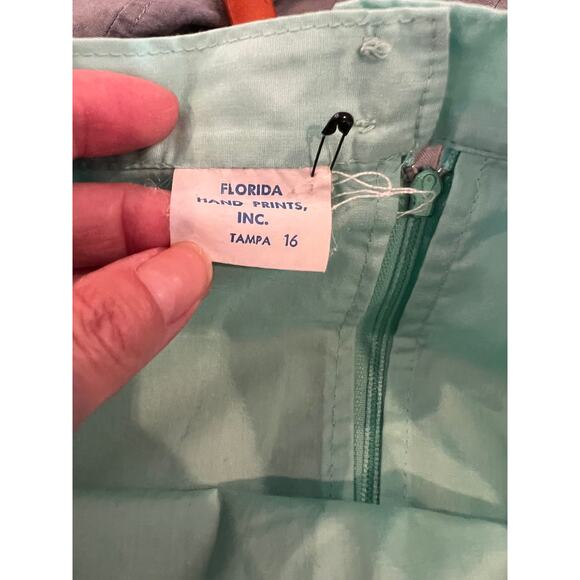 FLORIDA
HAND PRINTS,
INC.
TAMPA 16